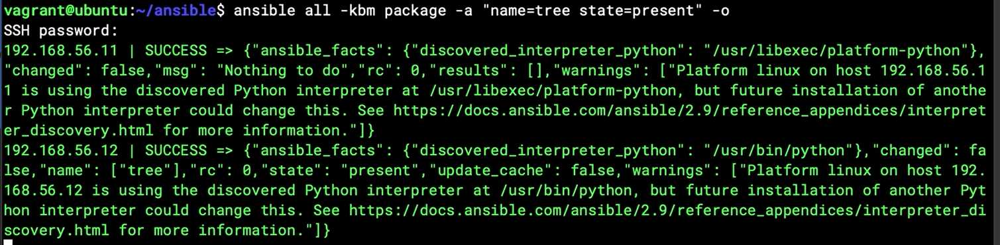 vagrant@ubuntu:~/ansible$ ansible all -kbm package -a "name=tree state=present" -o
SSH password:
192.168.56.11 | SUCCESS => {"ansible_facts": {"discovered_interpreter_python": "/usr/libexec/platform-python"},
"changed": false,"msg": "Nothing to do","rc": 0,"results": [],"warnings": ["Platform linux on host 192.168.56.1
1 is using the discovered Python interpreter at /usr/libexec/platform-python, but future installation of anothe
r Python interpreter could change this. See https://docs.ansible.com/ansible/2.9/reference_appendices/interpret
er_discovery.html for more information."]}
192.168.56.12 | SUCCESS => {"ansible_facts": {"discovered_interpreter_python": "/usr/bin/python"},"changed": fa
lse,"name": ["tree"],"rc": 0,"state": "present","update_cache": false,"warnings": ["Platform linux on host 192.
168.56.12 is using the discovered Python interpreter at /usr/bin/python, but future installation of another Pyt
hon interpreter could change this. See https://docs.ansible.com/ansible/2.9/reference_appendices/interpreter_di
scovery.html for more information."]}